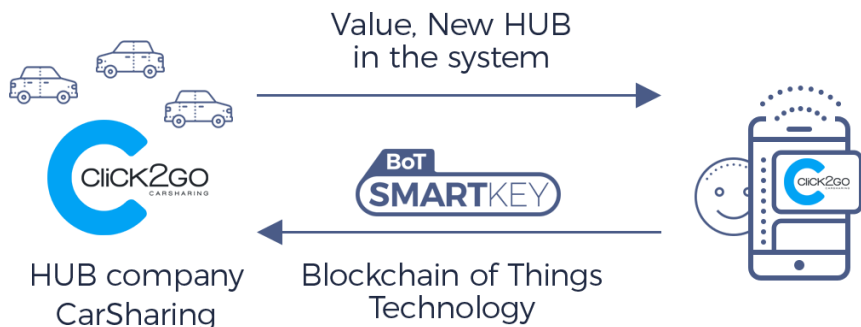 Value, New HUB
in the system
CliCK2GO
CARSHARING
BoT
SMARTKEY
CliCK2GO
CARSHARING
HUB company
CarSharing
Blockchain of Things
Technology